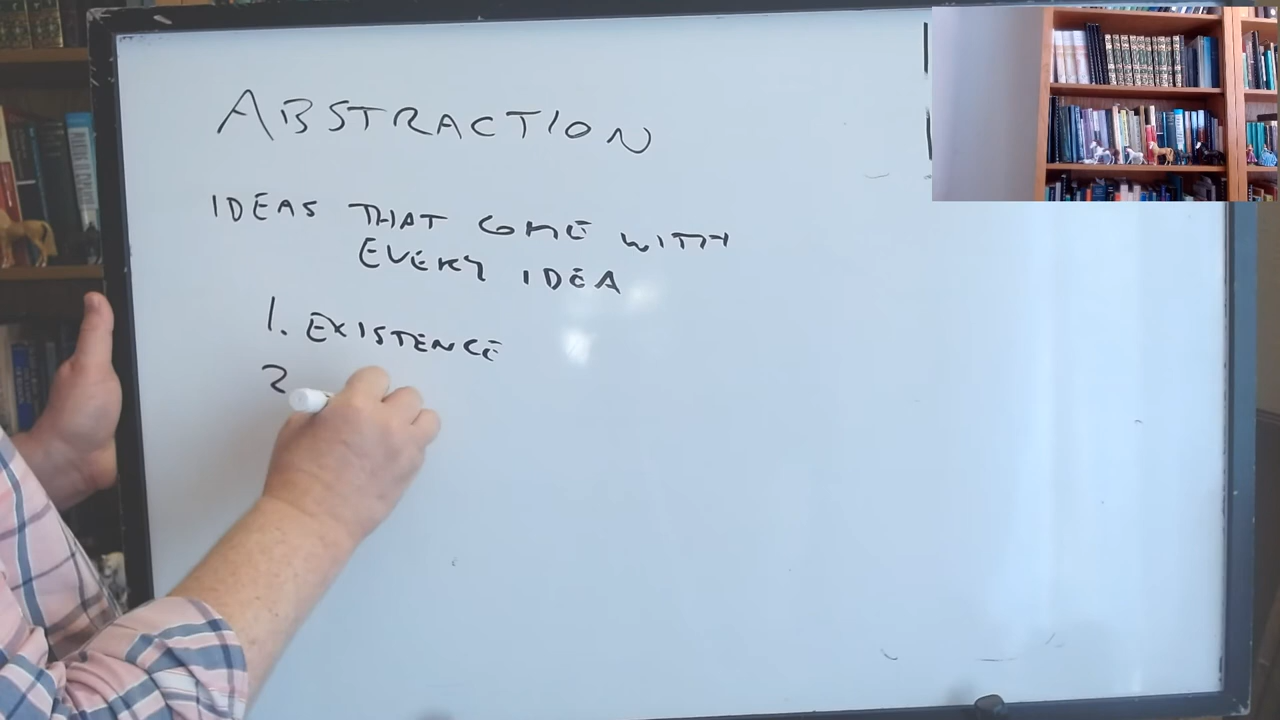 ABSTRACTION
IDEAS THAT COME WITH
EVERY IDEA
1. EXISTENCE
2